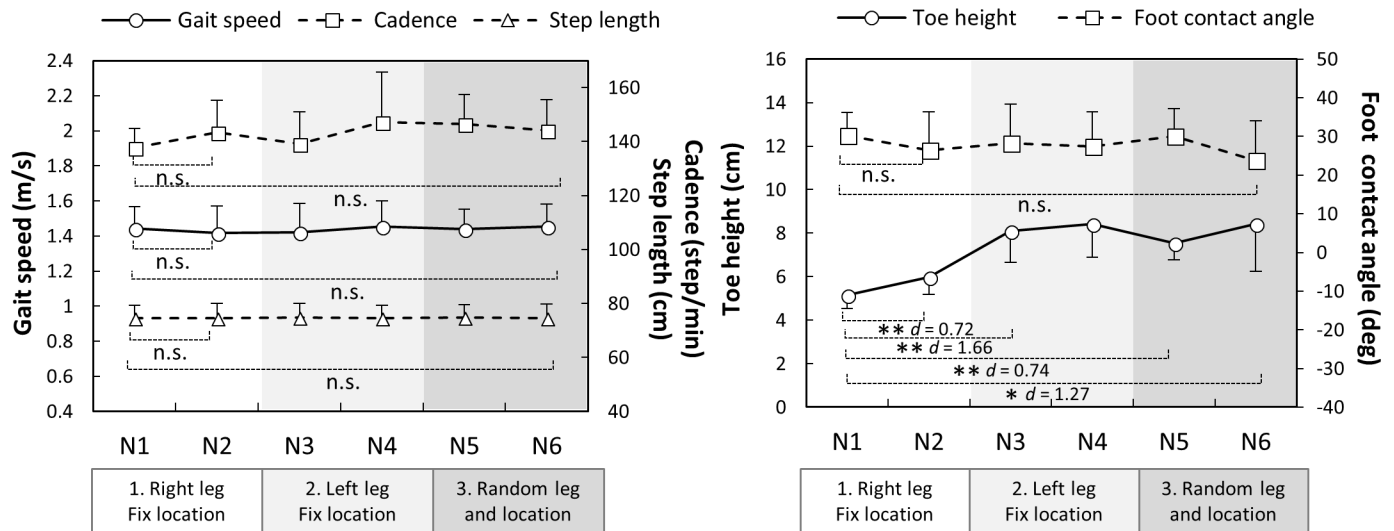 Gait speed Cadence Step length
Toe height Foot contact angle
2.4
2.2
2
1.8
1.6
1.4
1.2
1
0.8
0.6
0.4
Gait speed (m/s)
160
140
120
100
80
60
40
Cadence (step/min)
Step length (cm)
n.s.
n.s.
n.s.
n.s.
n.s.
n.s.
N1 N2 N3 N4 N5 N6
1. Right leg
Fix location
2. Left leg
Fix location
3. Random leg
and location
16
14
12
10
8
6
4
2
0
Toe height (cm)
50
40
30
20
10
0
-10
-20
-30
-40
Foot contact angle (deg)
n.s.
n.s.
** d = 0.72
** d = 1.66
** d = 0.74
* d = 1.27
N1 N2 N3 N4 N5 N6
1. Right leg
Fix location
2. Left leg
Fix location
3. Random leg
and location